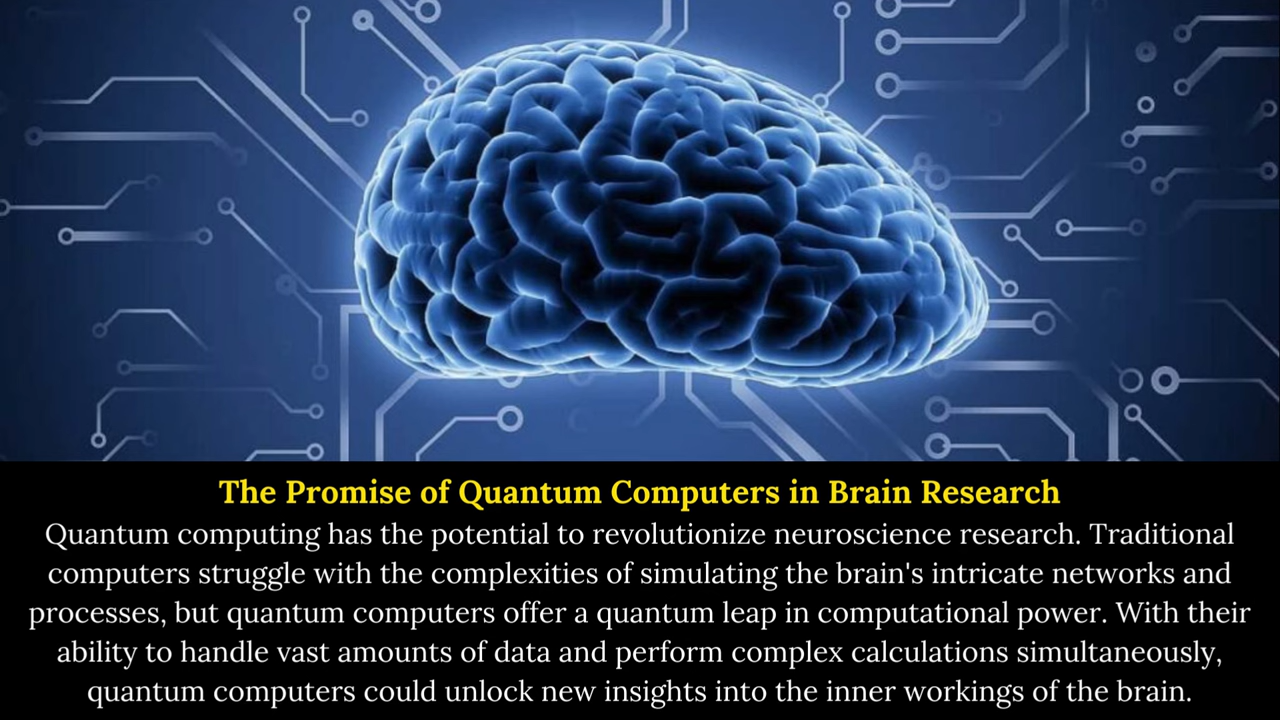 The Promise of Quantum Computers in Brain Research
Quantum computing has the potential to revolutionize neuroscience research. Traditional
computers struggle with the complexities of simulating the brain's intricate networks and
processes, but quantum computers offer a quantum leap in computational power. With their
ability to handle vast amounts of data and perform complex calculations simultaneously,
quantum computers could unlock new insights into the inner workings of the brain.